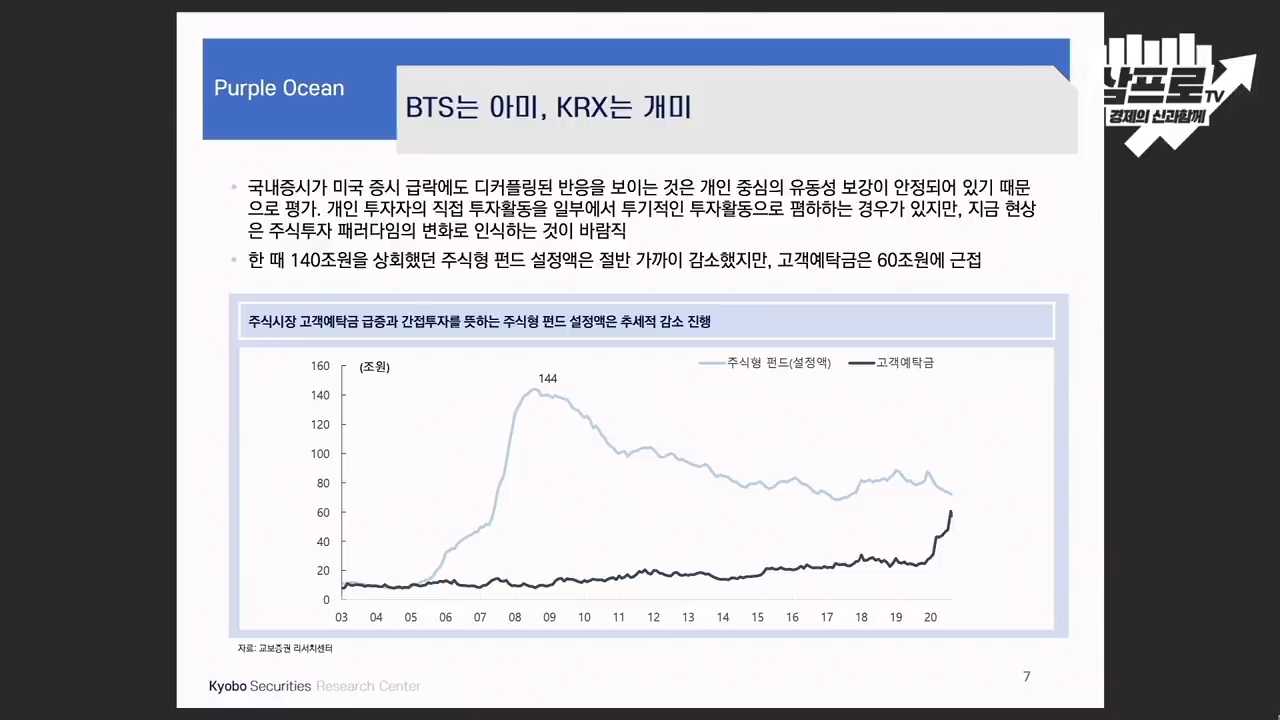 Purple Ocean
BTS는 아미, KRX는 개미
삼프로TV
경제의 신과함께
• 국내증시가 미국 증시 급락에도 디커플링된 반응을 보이는 것은 개인 중심의 유동성 보강이 안정되어 있기 때문
으로 평가. 개인 투자자의 직접 투자활동을 일부에서 투기적인 투자활동으로 폄하하는 경우가 있지만, 지금 현상
은 주식투자 패러다임의 변화로 인식하는 것이 바람직
• 한 때 140조원을 상회했던 주식형 펀드 설정액은 절반 가까이 감소했지만, 고객예탁금은 60조원에 근접
주식시장 고객예탁금 급증과 간접투자를 뜻하는 주식형 펀드 설정액은 추세적 감소 진행
(조원)
주식형 펀드(설정액) 고객예탁금
144
160
140
120
100
80
60
40
20
0
03 04 05 06 07 08 09 10 11 12 13 14 15 16 17 18 19 20
자료: 교보증권 리서치센터
Kyobo Securities Research Center
7